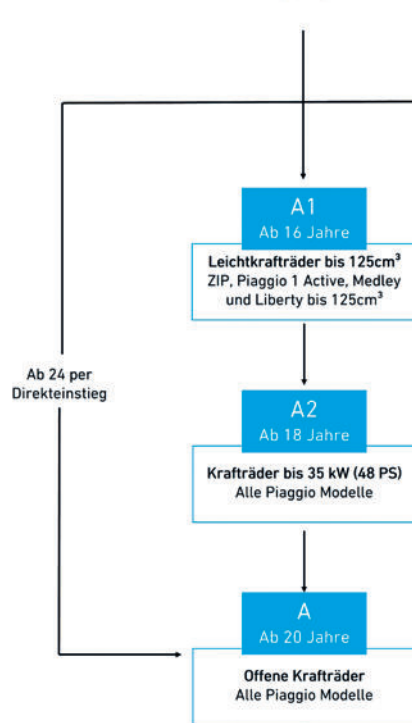 A1
Ab 16 Jahre
Leichtkrafträder bis 125cm³
ZIP, Piaggio 1 Active, Medley
und Liberty bis 125cm³
Ab 24 per
Direkteinstieg
A2
Ab 18 Jahre
Krafträder bis 35 kW (48 PS)
Alle Piaggio Modelle
A
Ab 20 Jahre
Offene Krafträder
Alle Piaggio Modelle